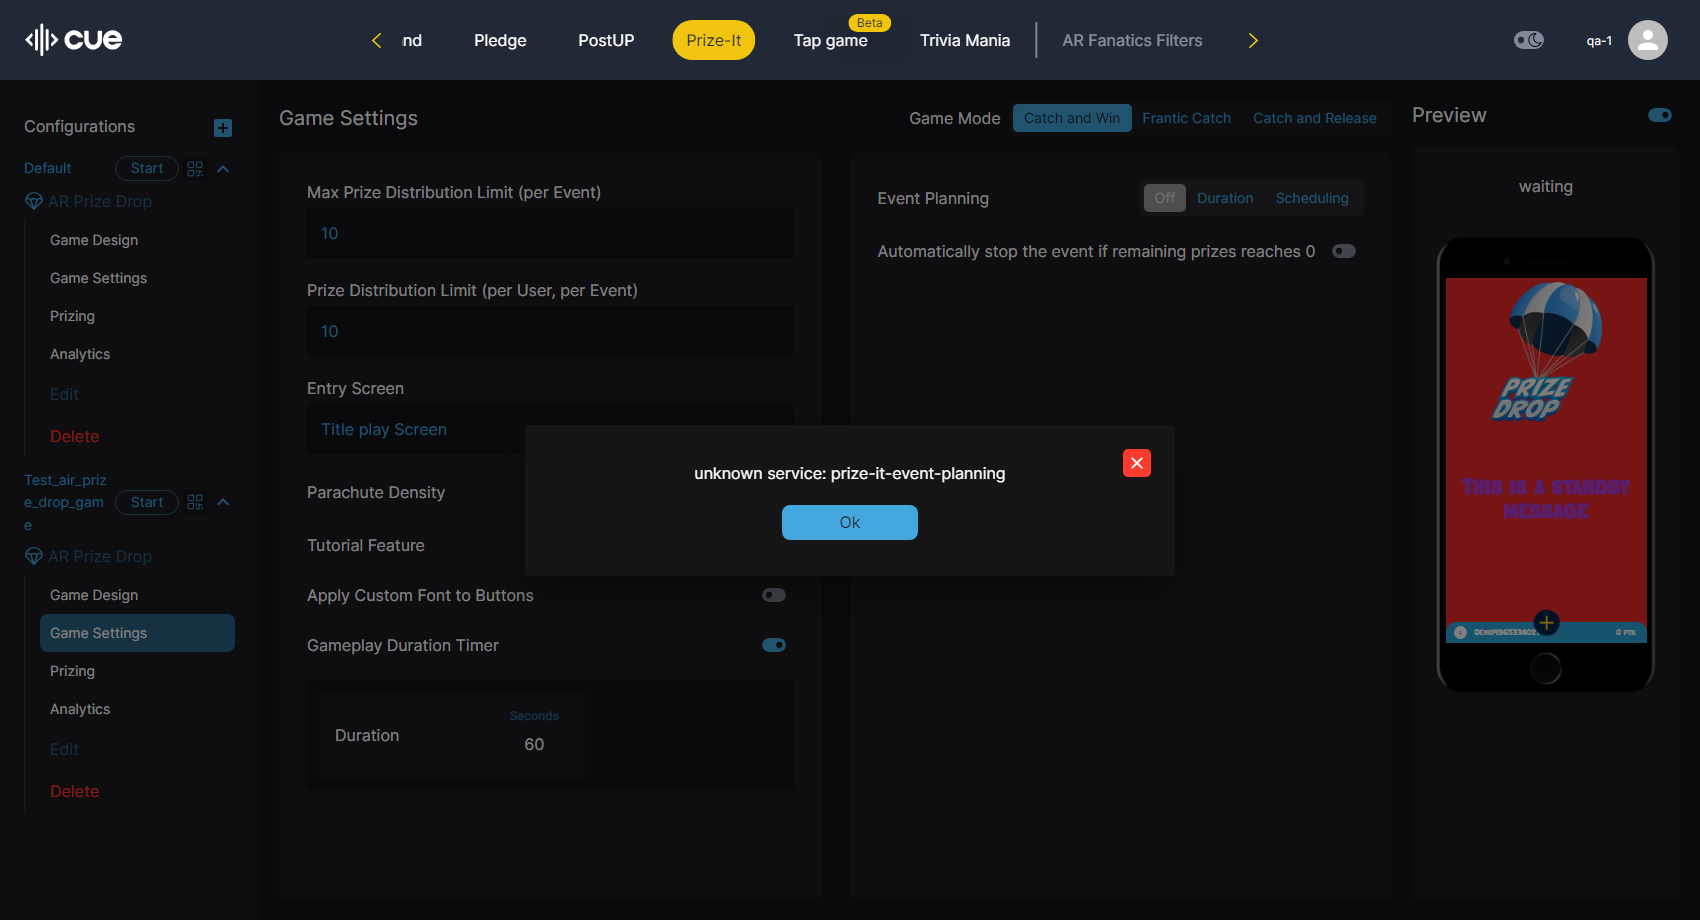 cue
nd
Pledge
PostUP
Prize-It
Beta
Tap game
Trivia Mania
AR Fanatics Filters
qa-1
Configurations
Default
Start
AR Prize Drop
Game Design
Game Settings
Prizing
Analytics
Edit
Delete
Test_air_priz
e_drop_gam
e
Start
AR Prize Drop
Game Design
Game Settings
Prizing
Analytics
Edit
Delete
Game Settings
Game Mode
Catch and Win
Frantic Catch
Catch and Release
Max Prize Distribution Limit (per Event)
10
Prize Distribution Limit (per User, per Event)
10
Entry Screen
Title play Screen
Parachute Density
Tutorial Feature
Apply Custom Font to Buttons
Gameplay Duration Timer
Duration
Seconds
60
Event Planning
Off
Duration
Scheduling
Automatically stop the event if remaining prizes reaches 0
unknown service: prize-it-event-planning
Ok
Preview
waiting
PRIZE
DROP
THIS IS A STANDBY
MESSAGE
0 PTS.